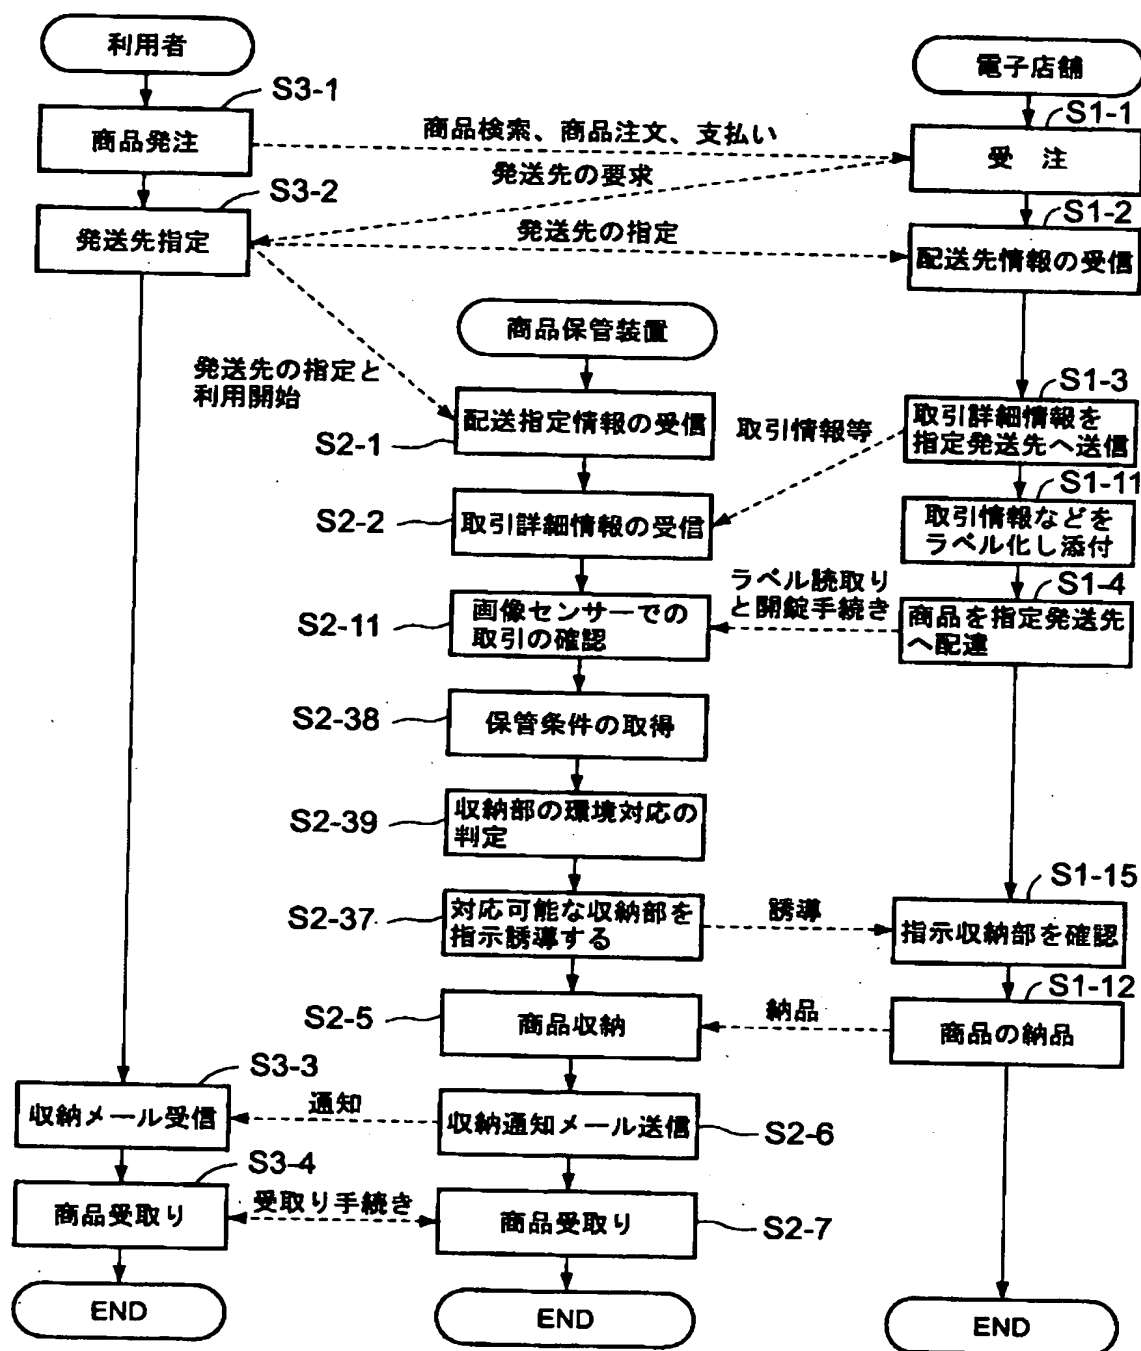 利用者
電子店舗
S3-1
S1-1
商品発注
商品検索、商品注文、支払い
受 注
発送先の要求
S3-2
S1-2
発送先指定
発送先の指定
配送先情報の受信
商品保管装置
発送先の指定と
利用開始
S1-3
配送指定情報の受信
取引情報等
取引詳細情報を
指定発送先へ送信
S2-1
S1-11
S2-2
取引詳細情報の受信
取引情報などを
ラベル化し添付
ラベル読取り
と開錠手続き
S1-4
S2-11
画像センサーでの
取引の確認
商品を指定発送先
へ配達
S2-38
保管条件の取得
S2-39
収納部の環境対応の
判定
S1-15
S2-37
対応可能な収納部を
指示誘導する
誘導
指示収納部を確認
S1-12
S2-5
商品収納
納品
商品の納品
S3-3
収納メール受信
通知
収納通知メール送信
S2-6
S3-4
商品受取り
受取り手続き
商品受取り
S2-7
END
END
END